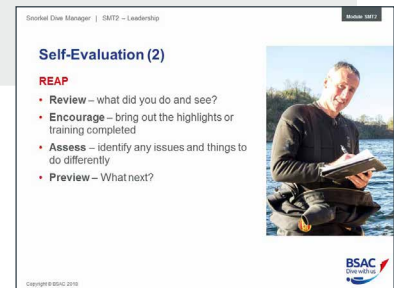 Snorkel Dive Manager | SMT2 – Leadership
Module SMT2
Self-Evaluation (2)
REAP
• Review – what did you do and see?
• Encourage – bring out the highlights or
training completed
• Assess – identify any issues and things to
do differently
• Preview – What next?
BSAC
Dive with us
Copyright © BSAC 2018